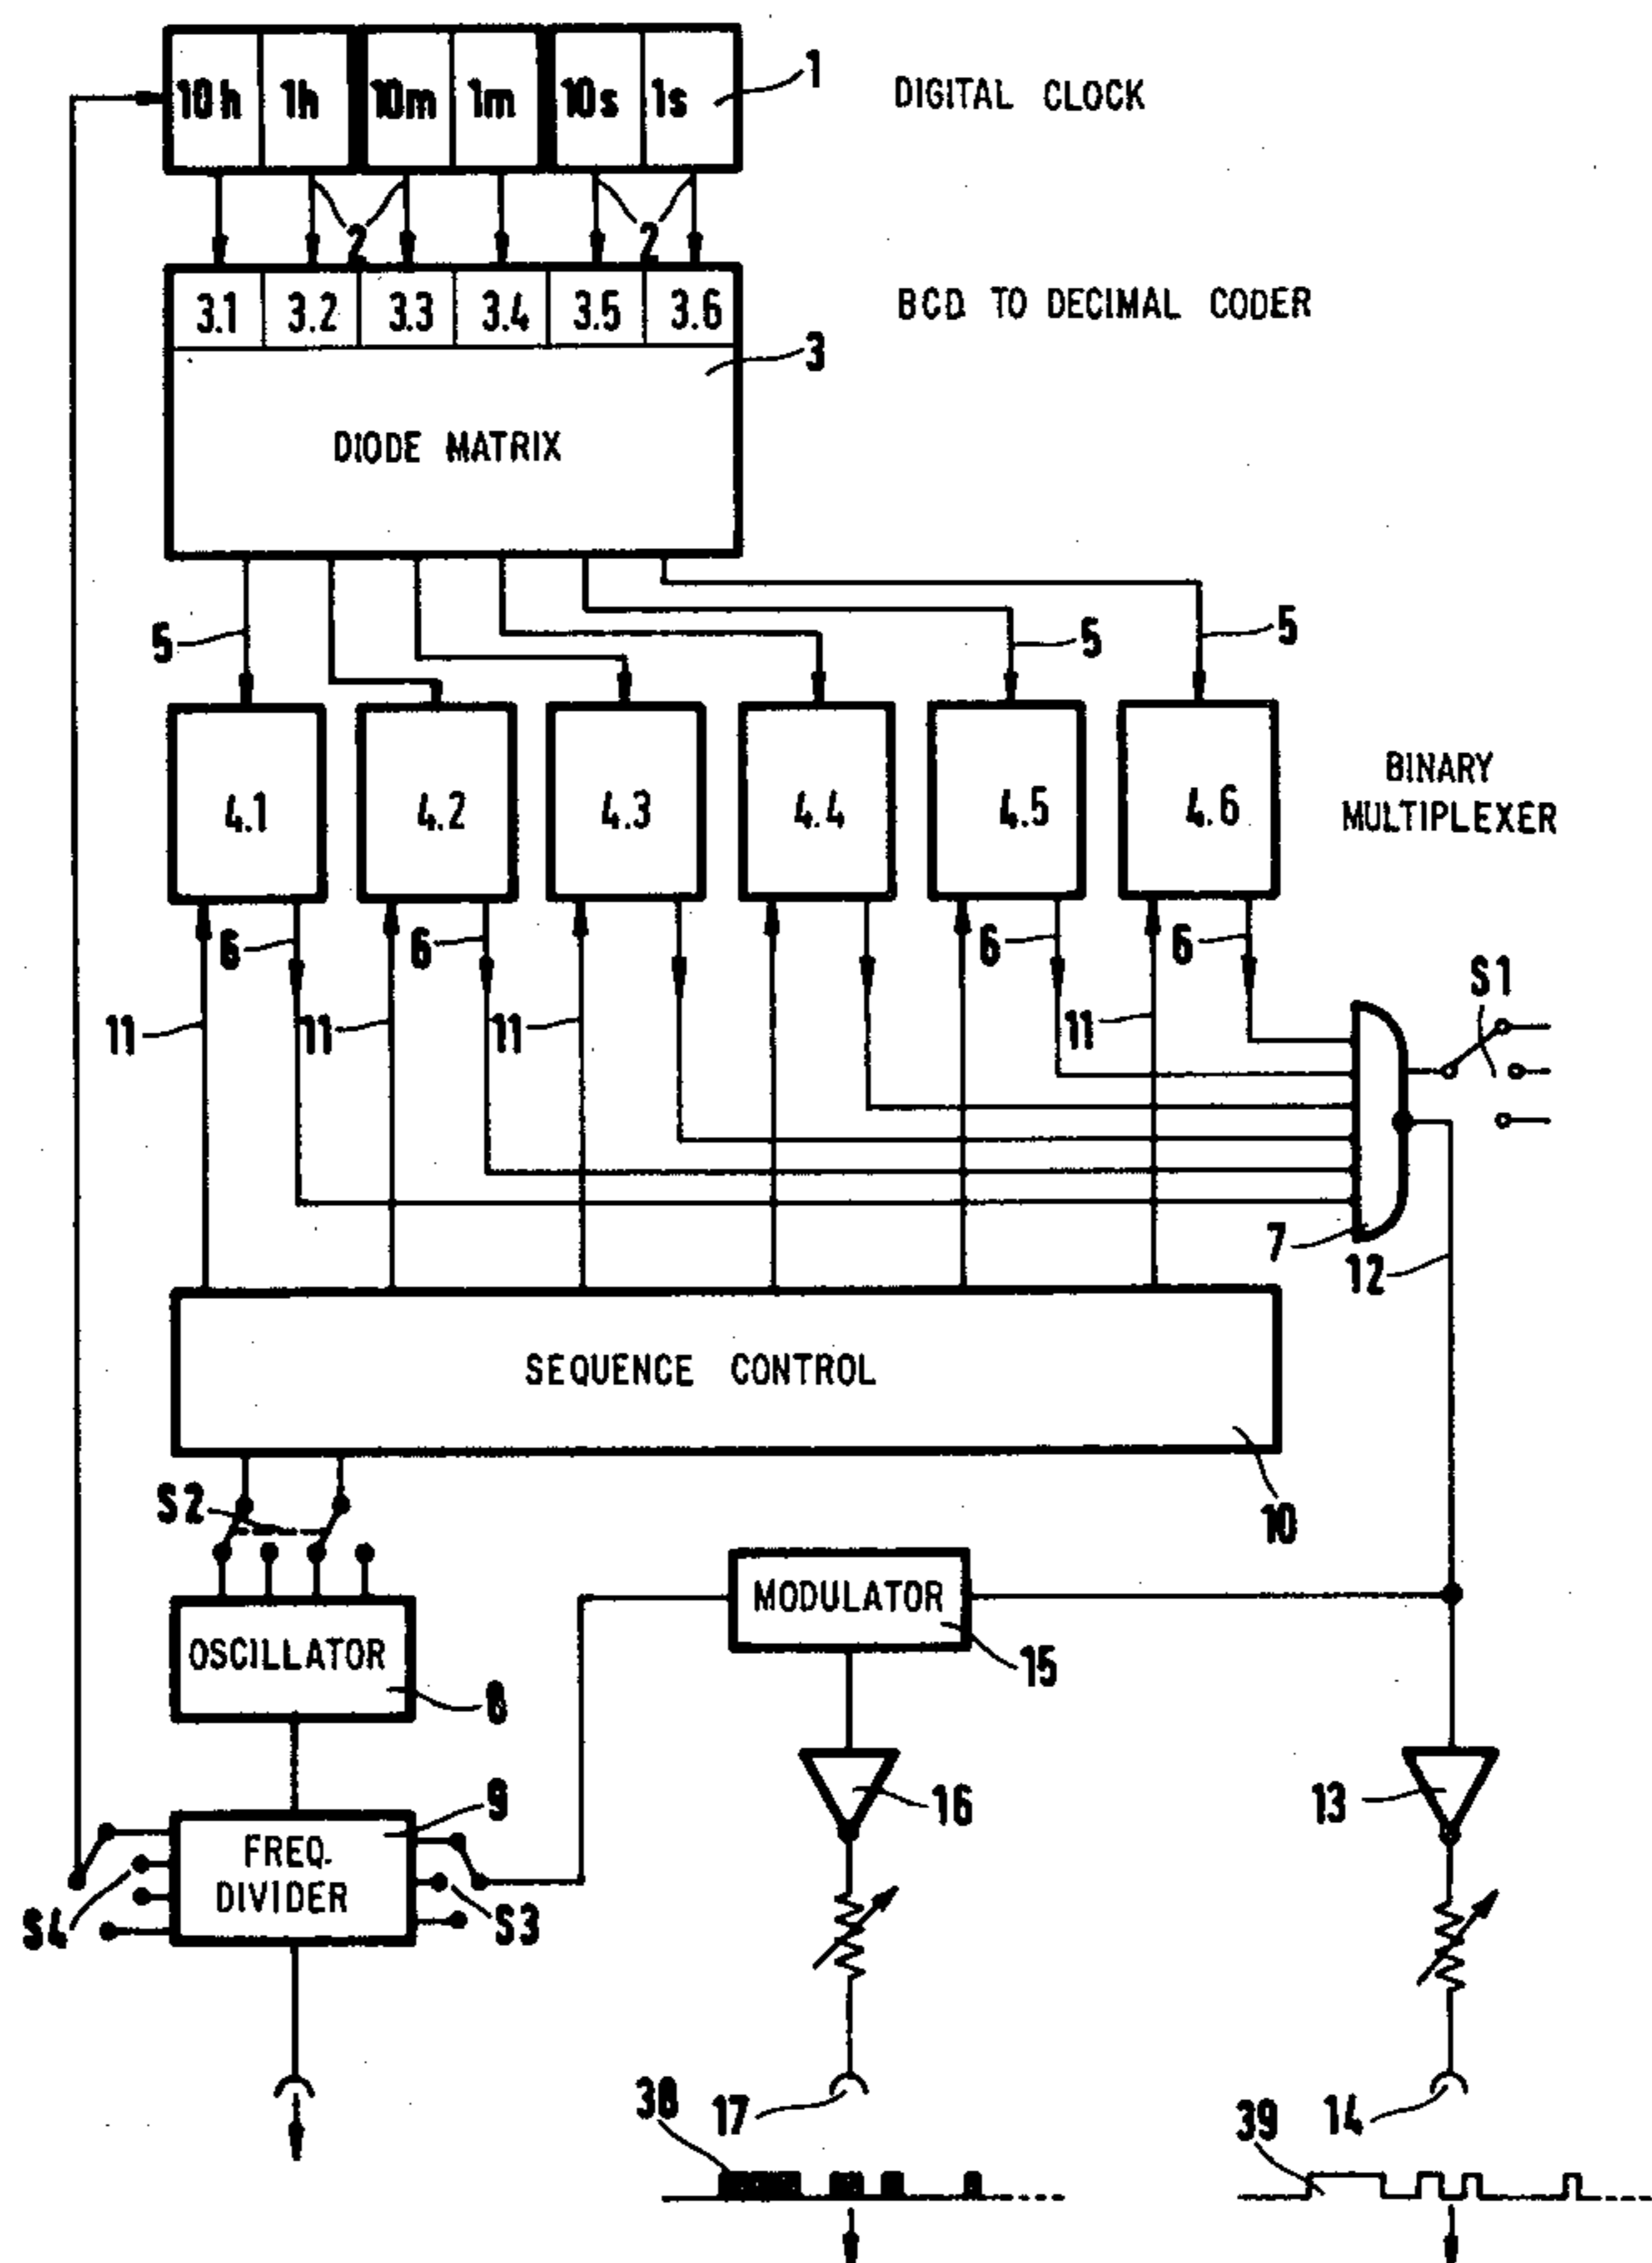 10h 1h 10m 1m 10s 1s 1 DIGITAL CLOCK
2 2
3.1 3.2 3.3 3.4 3.5 3.6 BCD TO DECIMAL CODER
3
DIODE MATRIX
5 5 5
4.1 4.2 4.3 4.4 4.5 4.6 BINARY
MULTIPLEXER
6 6 6 6
S1
11 11 11 11
7
12
SEQUENCE CONTROL
10
S2
MODULATOR
15
OSCILLATOR
8
9
16 13
FREQ.
DIVIDER
S4 S3
38 17 39 14